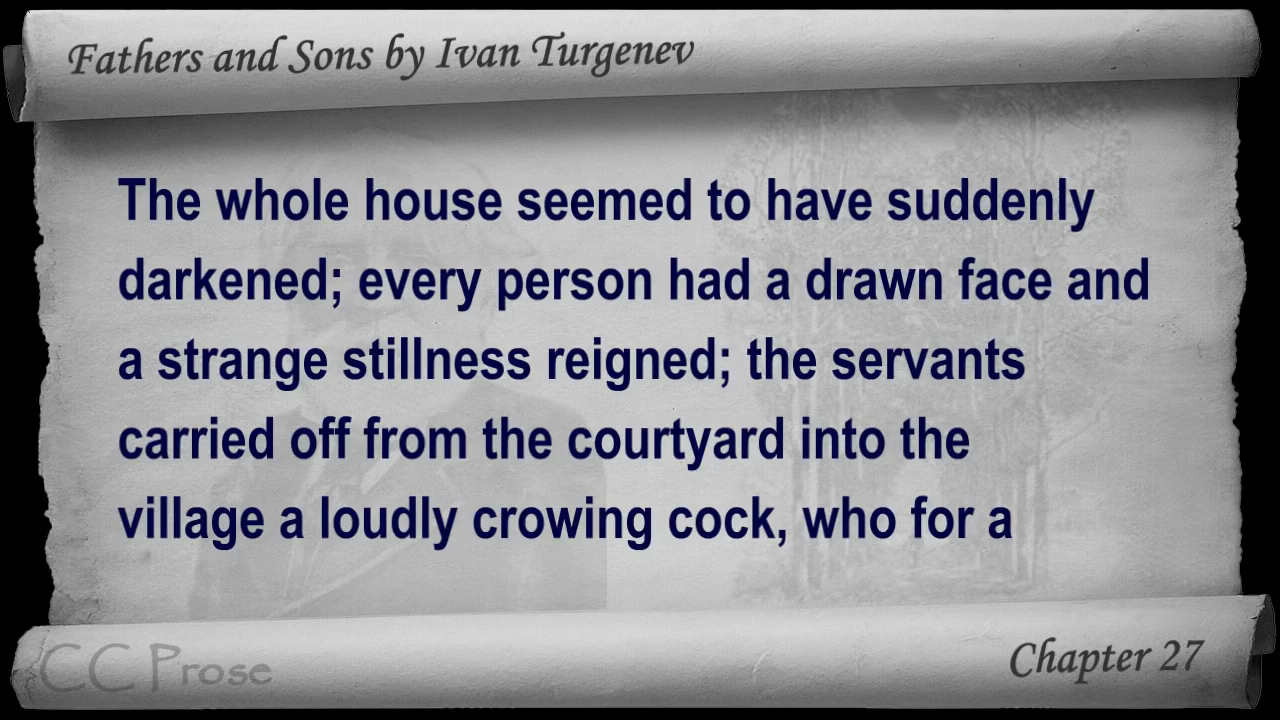 Fathers and Sons by Ivan Turgenev
The whole house seemed to have suddenly
darkened; every person had a drawn face and
a strange stillness reigned; the servants
carried off from the courtyard into the
village a loudly crowing cock, who for a
CC Prose
Chapter 27